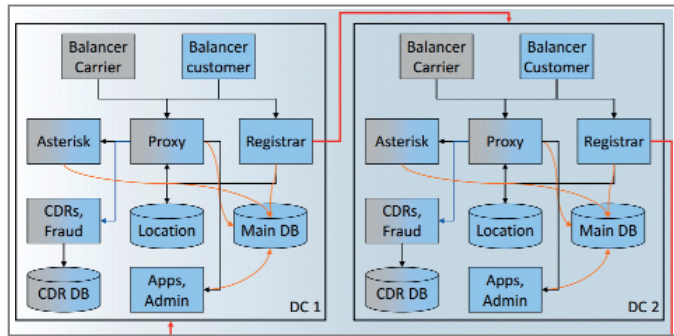 Balancer
Carrier
Balancer
customer
Asterisk
Proxy
Registrar
CDRs,
Fraud
Location
Main DB
CDR DB
Apps,
Admin
DC 1
Balancer
Carrier
Balancer
Customer
Asterisk
Proxy
Registrar
CDRs,
Fraud
Location
Main DB
CDR DB
Apps,
Admin
DC 2